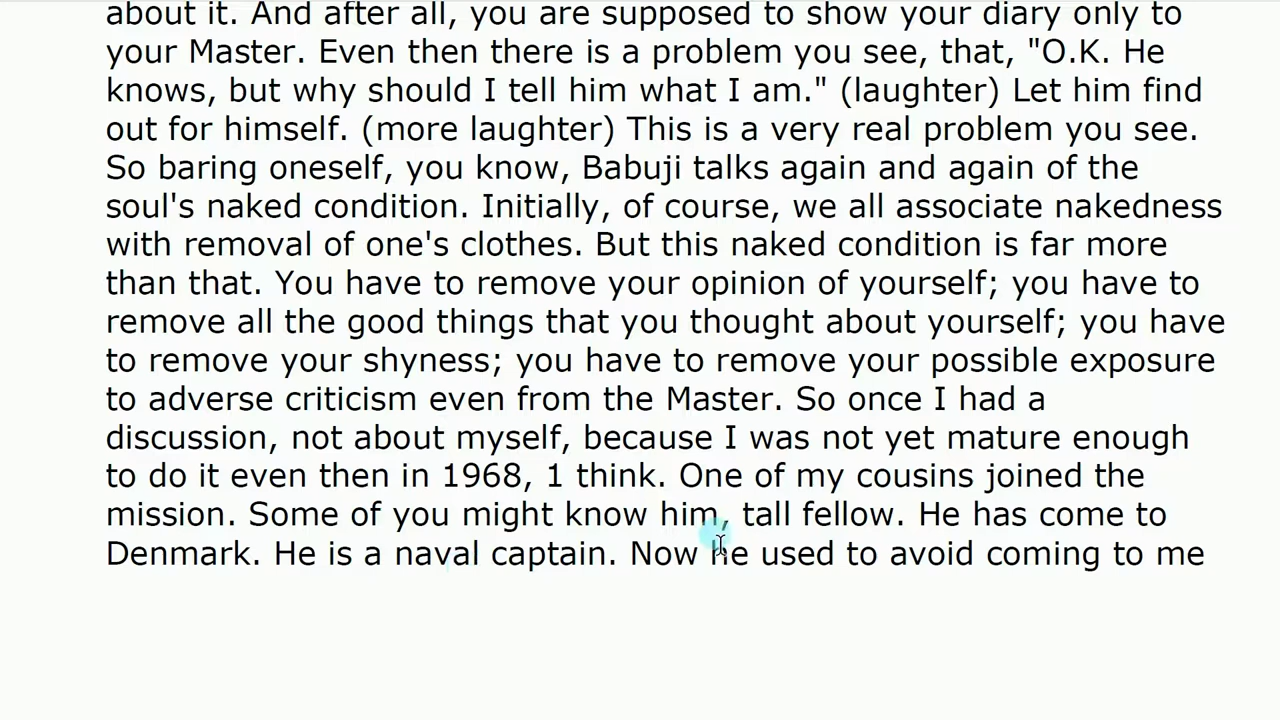 about it. And after all, you are supposed to show your diary only to
your Master. Even then there is a problem you see, that, "O.K. He
knows, but why should I tell him what I am." (laughter) Let him find
out for himself. (more laughter) This is a very real problem you see.
So baring oneself, you know, Babuji talks again and again of the
soul's naked condition. Initially, of course, we all associate nakedness
with removal of one's clothes. But this naked condition is far more
than that. You have to remove your opinion of yourself; you have to
remove all the good things that you thought about yourself; you have
to remove your shyness; you have to remove your possible exposure
to adverse criticism even from the Master. So once I had a
discussion, not about myself, because I was not yet mature enough
to do it even then in 1968, 1 think. One of my cousins joined the
mission. Some of you might know him, tall fellow. He has come to
Denmark. He is a naval captain. Now he used to avoid coming to me